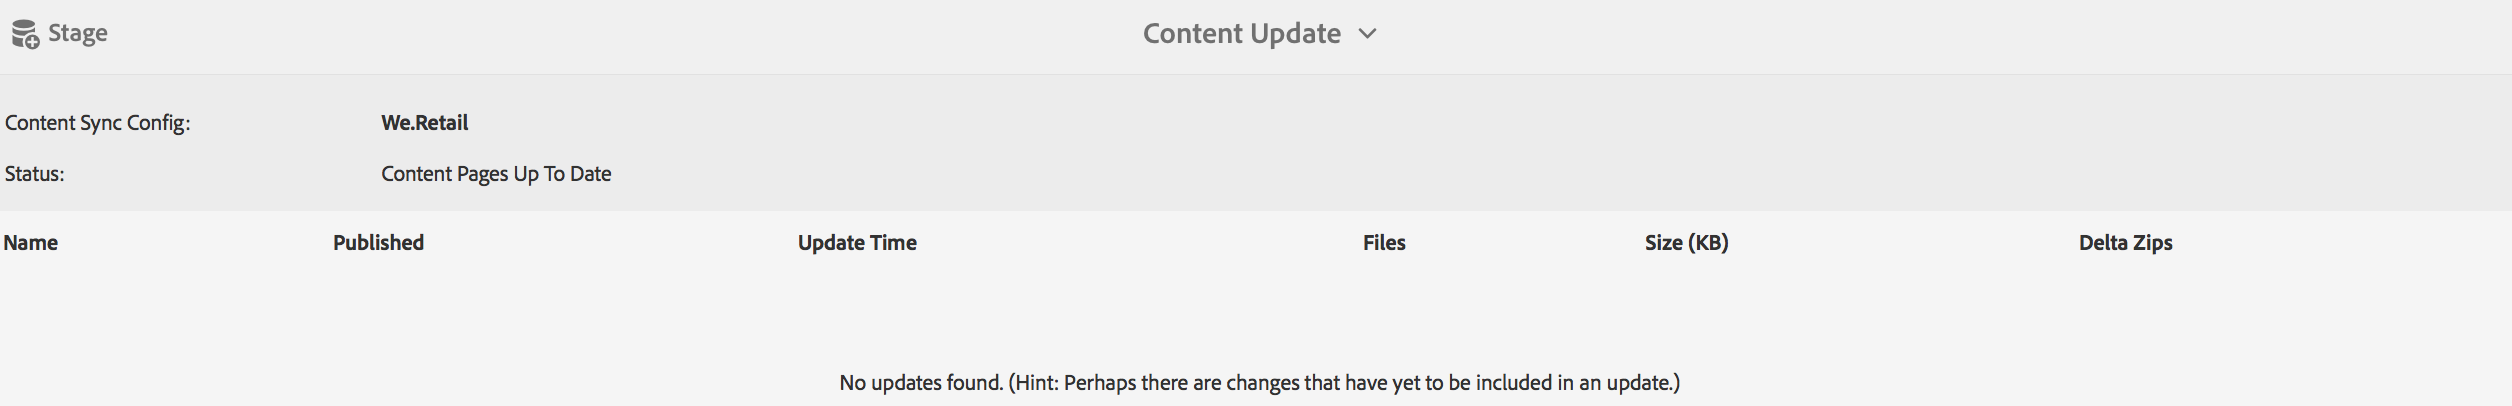 Stage
Content Update
Content Sync Config: We.Retail
Status: Content Pages Up To Date
Name Published Update Time Files Size (KB) Delta Zips
No updates found. (Hint: Perhaps there are changes that have yet to be included in an update.)